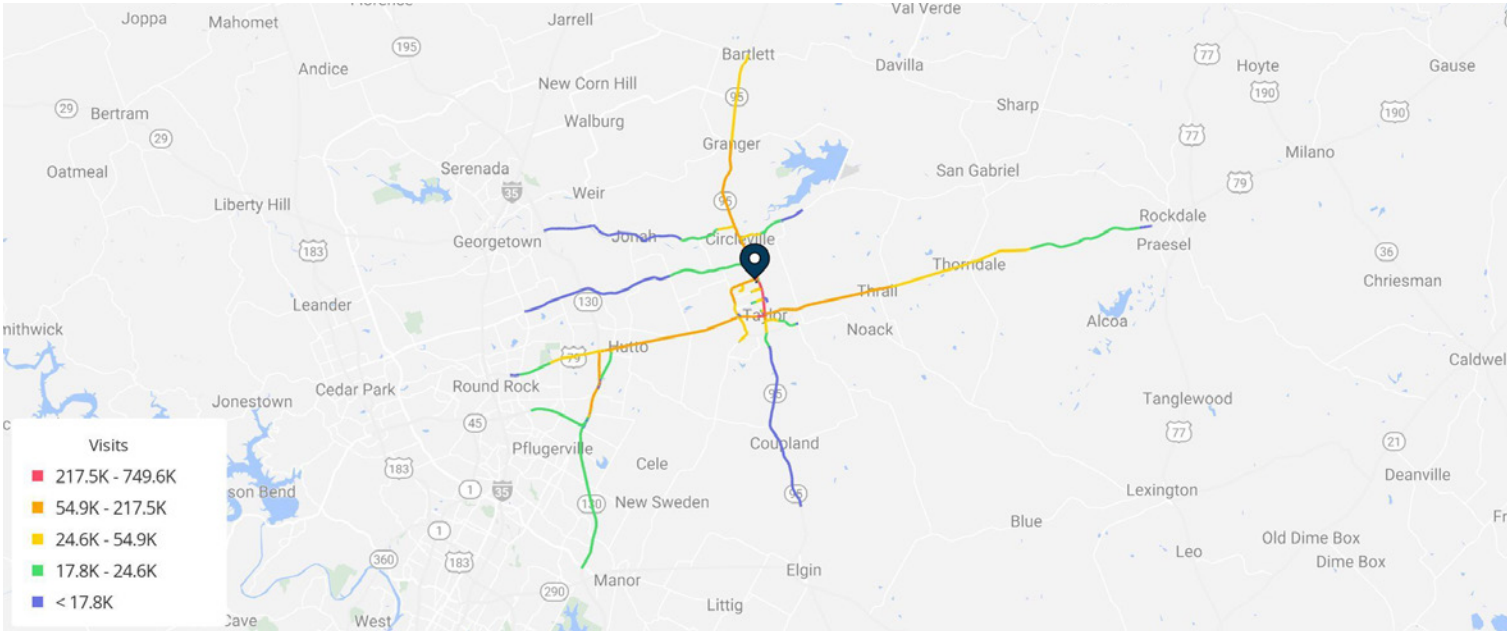 Florence
Val Verde
Joppa
Mahomet
Jarrell
195
77
Bartlett
Andice
Davilla
Hoyte
Gause
New Corn Hill
190
29
Bertram
95
Sharp
190
Walburg
77
29
Granger
Milano
Oatmeal
Serenada
San Gabriel
35
Weir
79
Liberty Hill
95
Rockdale
183
Georgetown
Jonah
Circleville
Praesel
36
Thorndale
Chriesman
Leander
130
Thrall
Taylor
Alcoa
mithwick
Noack
Hutto
79
Caldwel
Cedar Park
Round Rock
95
Jonestown
Tanglewood
45
77
Pflugerville
Coupland
21
Visits
183
Cele
Deanville
217.5K - 749.6K
son Bend
1
35
130
New Sweden
95
Lexington
54.9K - 217.5K
Blue
Fr
24.6K - 54.9K
1
Old Dime Box
360
183
Leo
Dime Box
17.8K - 24.6K
290
Manor
Elgin
< 17.8K
Littig
Cave
West